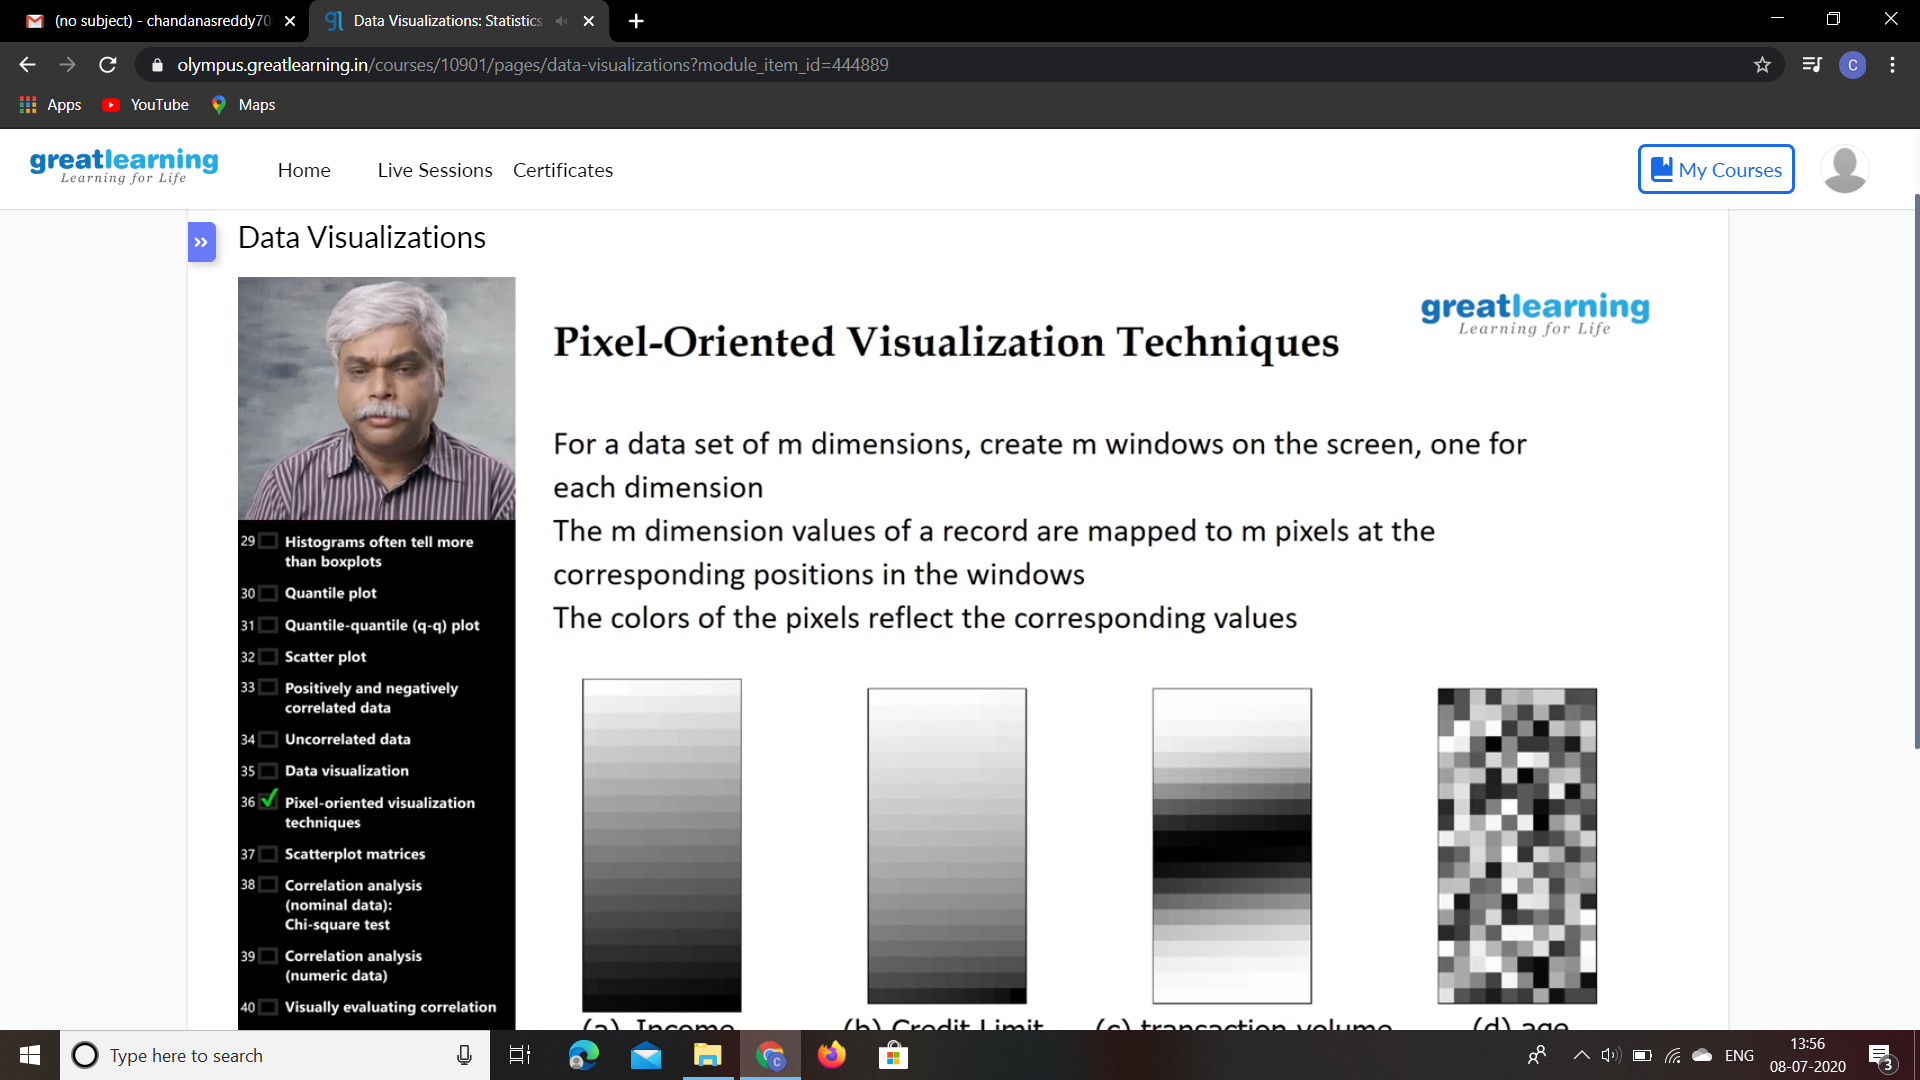 (no subject) - chandanasreddy70
Data Visualizations: Statistics
olympus.greatlearning.in/courses/10901/pages/data-visualizations?module_item_id=444889
C
Apps
YouTube
Maps
greatlearning
Learning for Life
Home
Live Sessions
Certificates
My Courses
Data Visualizations
greatlearning
Learning for Life
Pixel-Oriented Visualization Techniques
For a data set of m dimensions, create m windows on the screen, one for
each dimension
The m dimension values of a record are mapped to m pixels at the
corresponding positions in the windows
The colors of the pixels reflect the corresponding values
29 Histograms often tell more
than boxplots
30 Quantile plot
31 Quantile-quantile (q-q) plot
32 Scatter plot
33 Positively and negatively
correlated data
34 Uncorrelated data
35 Data visualization
36 Pixel-oriented visualization
techniques
37 Scatterplot matrices
38 Correlation analysis
(nominal data):
Chi-square test
39 Correlation analysis
(numeric data)
40 Visually evaluating correlation
(a) Income
(b) Credit Limit
(c) transaction volume
(d) age
Type here to search
C
ENG
13:56
08-07-2020
3